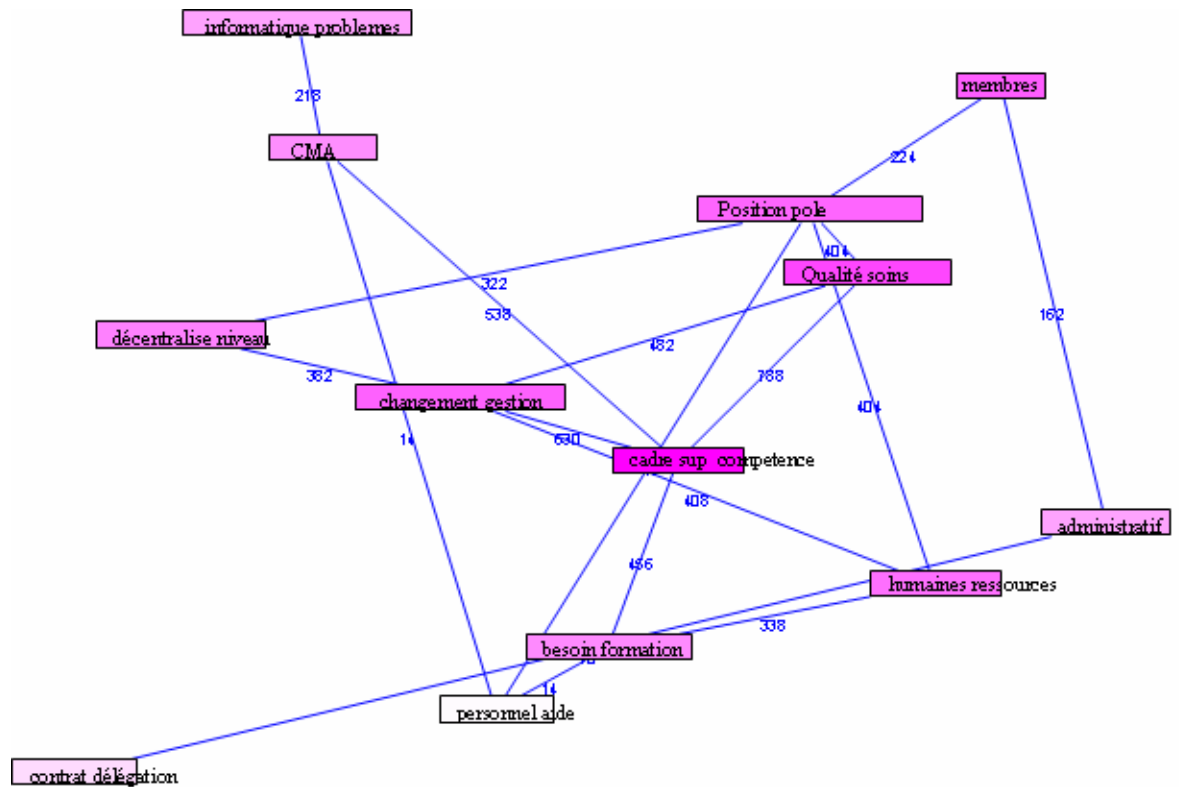 informatique problemes
membres
218
CMA
224
Position pole
404
Qualité soins
322
538
162
décentralise niveau
482
382
788
changement gestion
404
14
630
cadre sup competence
408
administratif
456
humaines ressources
338
besoin formation
14
personnel aide
contrat délégation